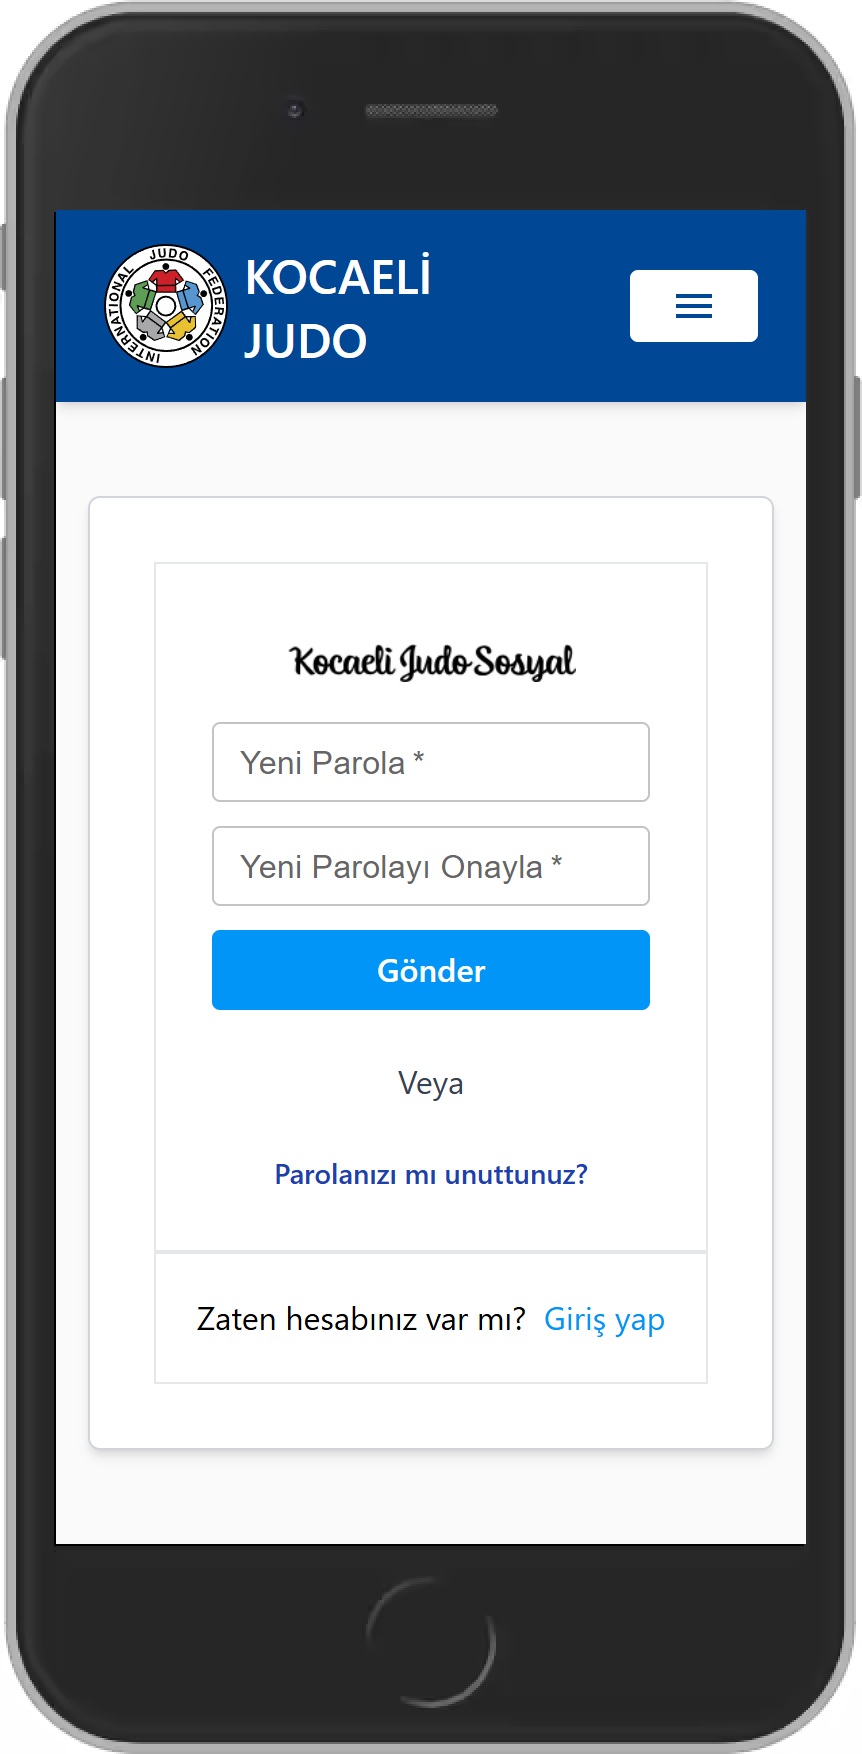 INTERNATIONAL JUDO FEDERATION
KOCAELİ
JUDO
Kocaeli Judo Sosyal
Yeni Parola *
Yeni Parolayı Onayla *
Gönder
Veya
Parolanızı mı unuttunuz?
Zaten hesabınız var mı? Giriş yap